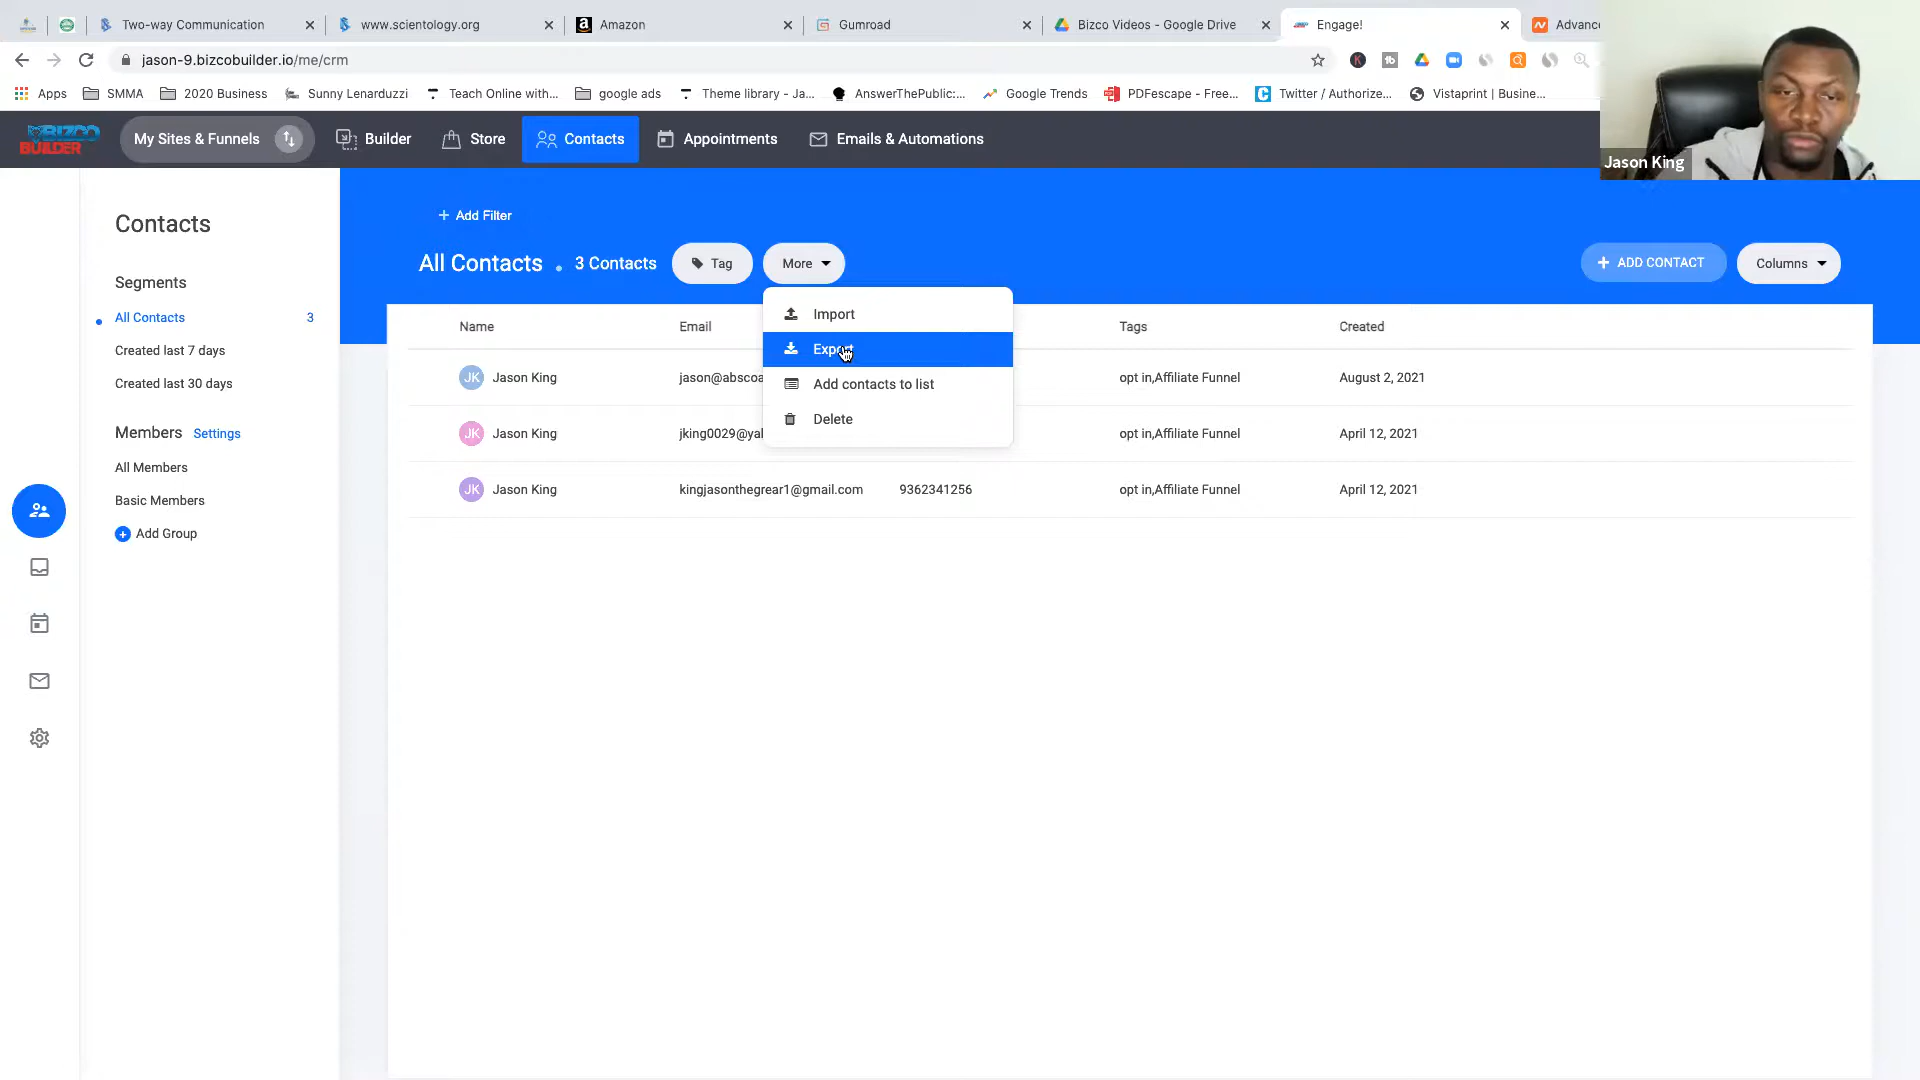 Two-way Communication
www.scientology.org
Amazon
Gumroad
Bizco Videos - Google Drive
Engage!
Advanc
jason-9.bizcobuilder.io/me/crm
Apps
SMMA
2020 Business
Sunny Lenarduzzi
Teach Online with...
google ads
Theme library - Ja...
AnswerThePublic:...
Google Trends
PDFescape - Free...
Twitter / Authorize...
Vistaprint | Busine...
BIZCO
BUILDER
My Sites & Funnels
Builder
Store
Contacts
Appointments
Emails & Automations
Jason King
Contacts
Segments
All Contacts 3
Created last 7 days
Created last 30 days
Members Settings
All Members
Basic Members
Add Group
+ Add Filter
All Contacts . 3 Contacts
Tag
More
+ ADD CONTACT
Columns
Import
Export
Add contacts to list
Delete
Name Email Tags Created
JK Jason King jason@abscoa opt in,Affiliate Funnel August 2, 2021
JK Jason King jking0029@yal opt in,Affiliate Funnel April 12, 2021
JK Jason King kingjasonthegrear1@gmail.com 9362341256 opt in,Affiliate Funnel April 12, 2021